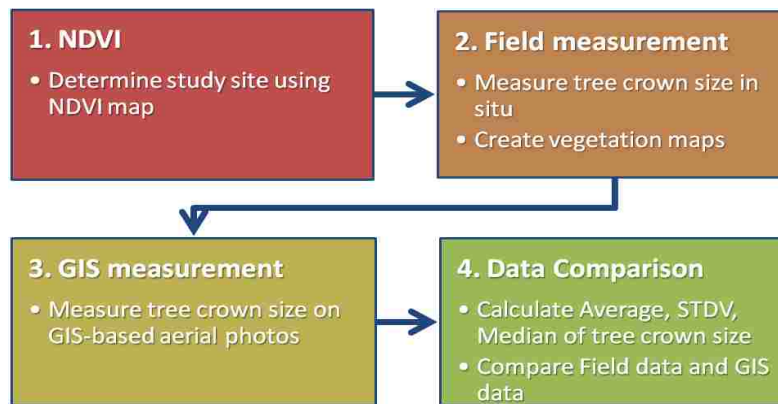 1. NDVI
• Determine study site using
NDVI map
2. Field measurement
• Measure tree crown size in
situ
• Create vegetation maps
3. GIS measurement
• Measure tree crown size on
GIS-based aerial photos
4. Data Comparison
• Calculate Average, STDV,
Median of tree crown size
• Compare Field data and GIS
data